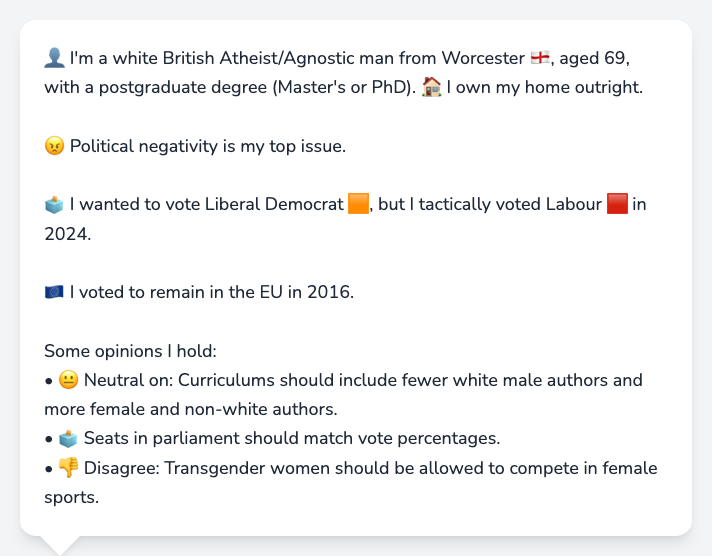 👤 I'm a white British Atheist/Agnostic man from Worcester 🏴󠁧󠁢󠁥󠁮󠁧󠁿, aged 69,
with a postgraduate degree (Master's or PhD). 🏠 I own my home outright.
😠 Political negativity is my top issue.
🗳️ I wanted to vote Liberal Democrat 🟧, but I tactically voted Labour 🟥 in
2024.
🇪🇺 I voted to remain in the EU in 2016.
Some opinions I hold:
• 😐 Neutral on: Curriculums should include fewer white male authors and
more female and non-white authors.
• 🗳️ Seats in parliament should match vote percentages.
• 👎 Disagree: Transgender women should be allowed to compete in female
sports.